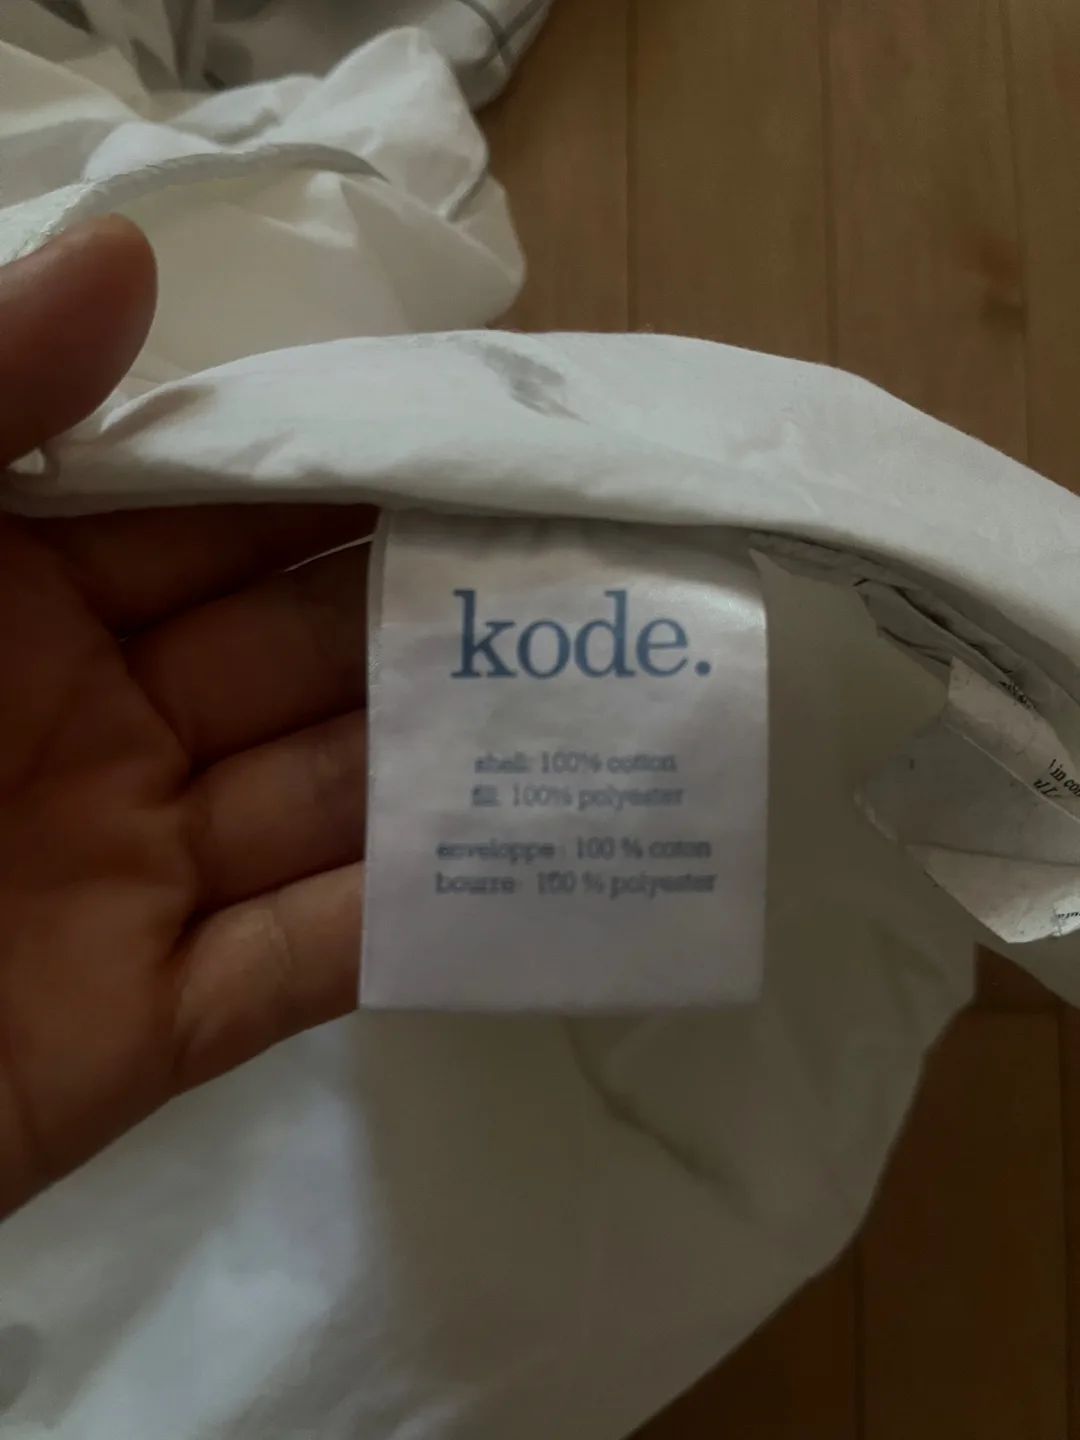 kode.
shell: 100% cotton
fill: 100% polyester
enveloppe : 100 % coton
bourre : 100 % polyester